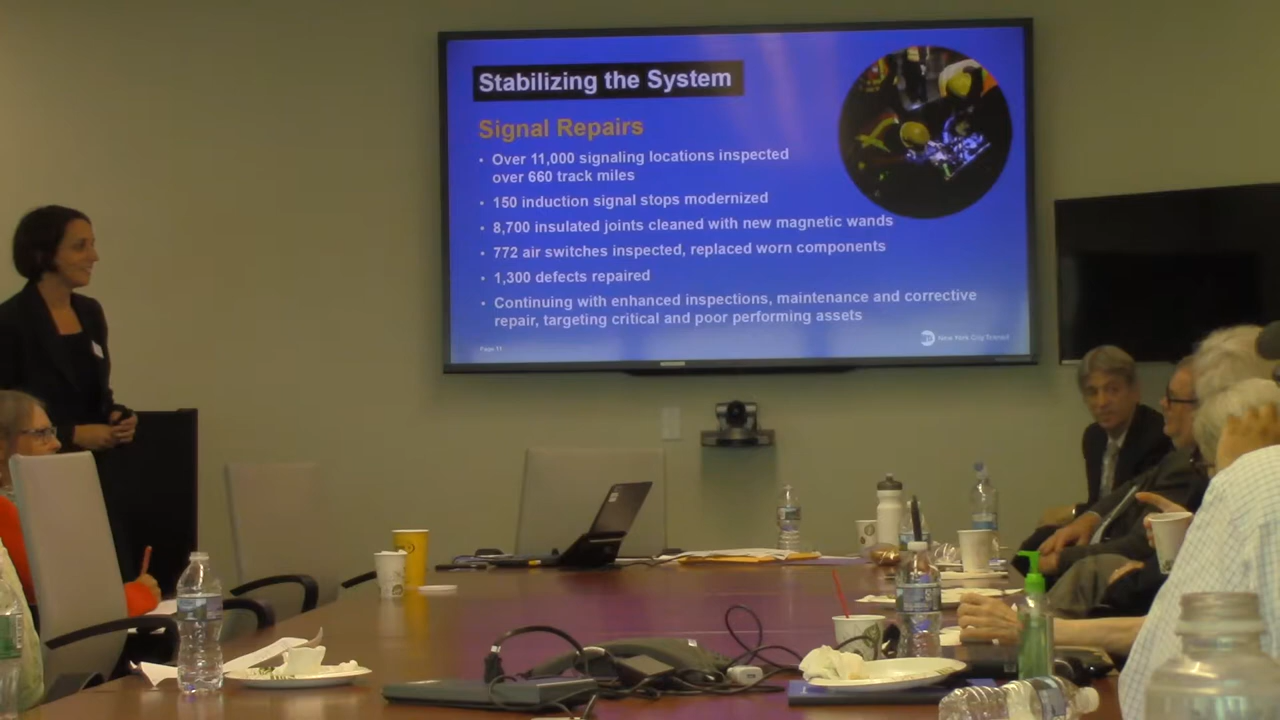 Stabilizing the System
Signal Repairs
• Over 11,000 signaling locations inspected
over 660 track miles
• 150 induction signal stops modernized
• 8,700 insulated joints cleaned with new magnetic wands
• 772 air switches inspected, replaced worn components
• 1,300 defects repaired
• Continuing with enhanced inspections, maintenance and corrective
repair, targeting critical and poor performing assets
Page 11
New York City Transit